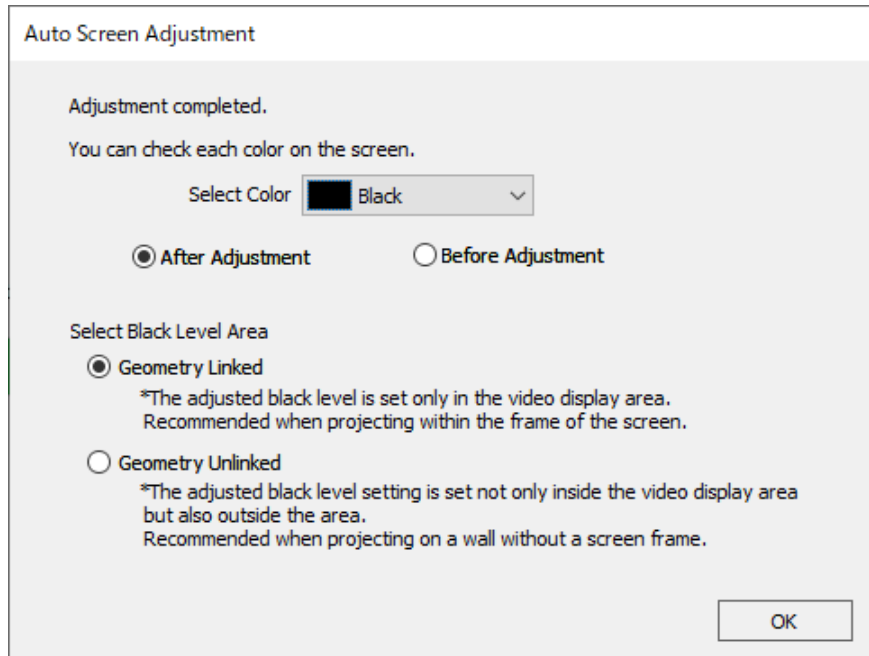 Auto Screen Adjustment
Adjustment completed.
You can check each color on the screen.
Select Color Black
After Adjustment Before Adjustment
Select Black Level Area
Geometry Linked
*The adjusted black level is set only in the video display area.
Recommended when projecting within the frame of the screen.
Geometry Unlinked
*The adjusted black level setting is set not only inside the video display area
but also outside the area.
Recommended when projecting on a wall without a screen frame.
OK